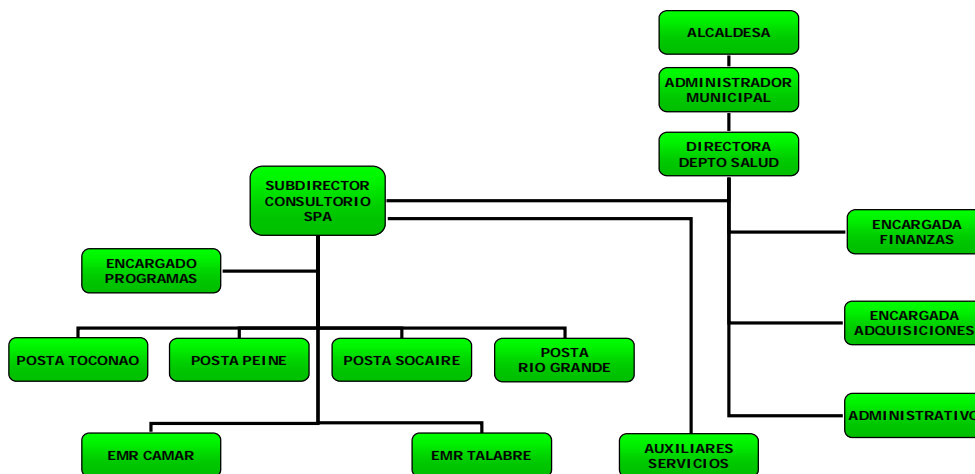 ALCALDESA
ADMINISTRADOR
MUNICIPAL
DIRECTORA
DEPTO SALUD
SUBDIRECTOR
CONSULTORIO
SPA
ENCARGADA
FINANZAS
ENCARGADO
PROGRAMAS
ENCARGADA
ADQUISICIONES
POSTA TOCONAO
POSTA PEINE
POSTA SOCAIRE
POSTA
RIO GRANDE
ADMINISTRATIVO
EMR CAMAR
EMR TALABRE
AUXILIARES
SERVICIOS